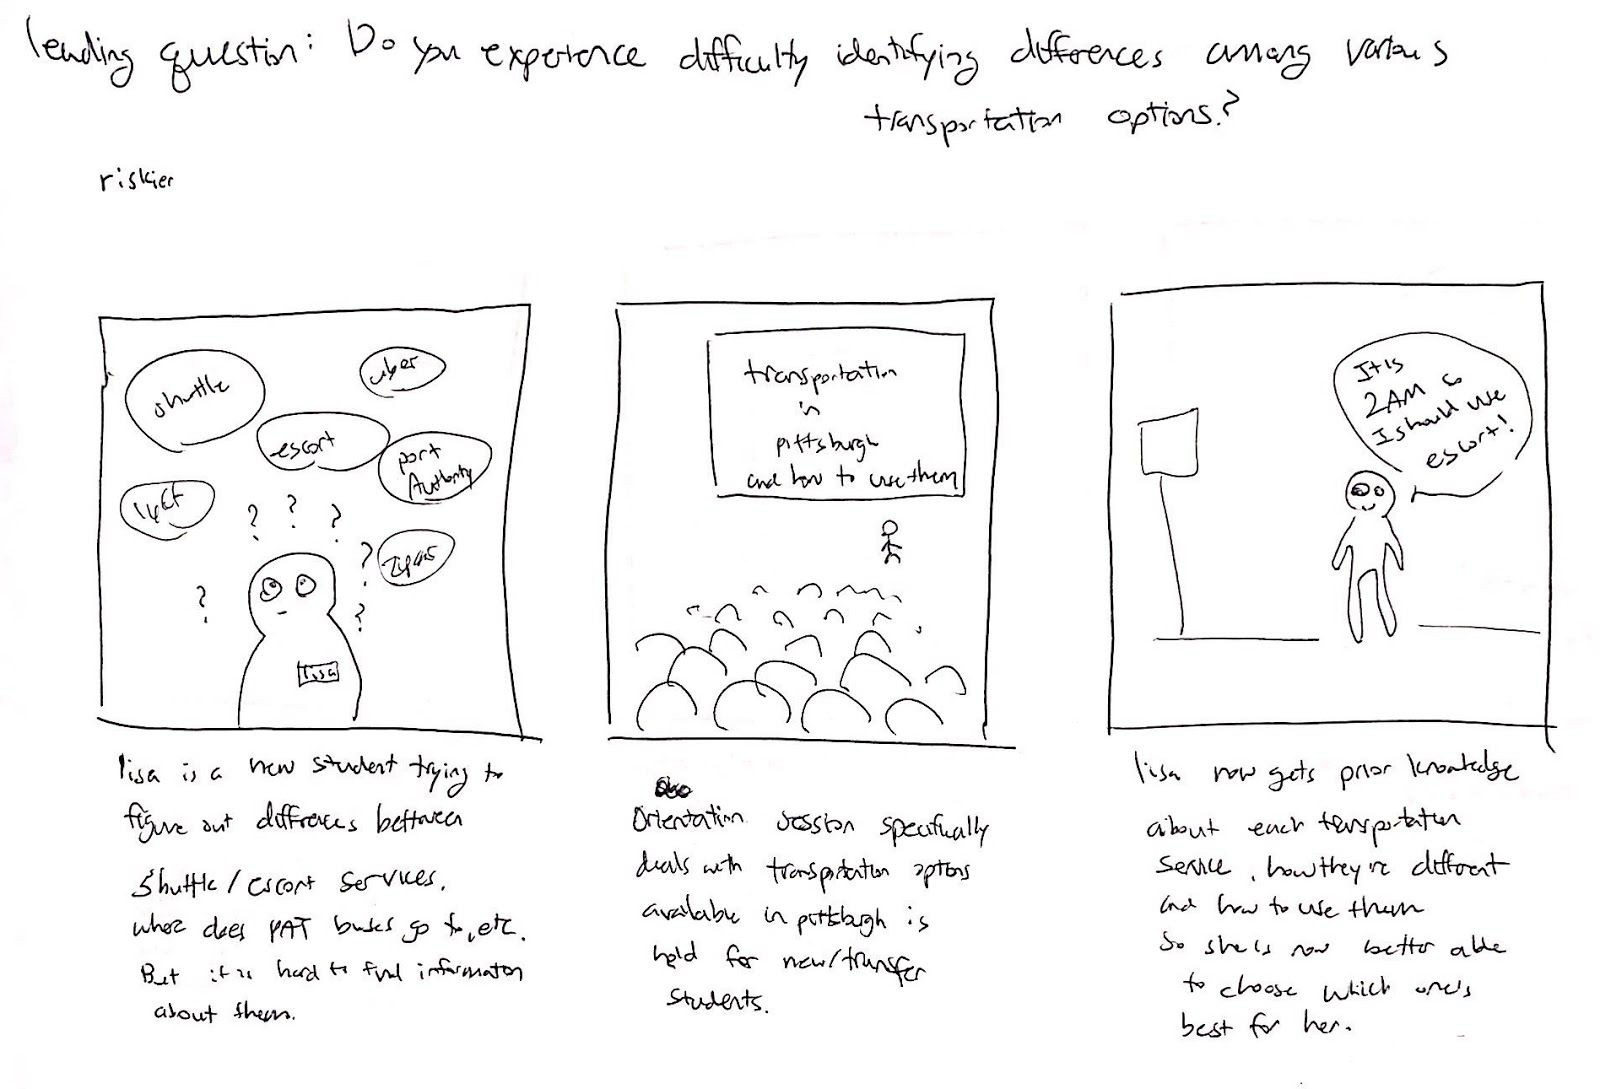 leading question: Do you experience difficulty identifying differences among various
transportation options?
riskier
shuttle
uber
escort
port
Authority
lyft
? ? ? ? ? ?
lisa
lisa is a new student trying to
figure out differences between
shuttle/escort services.
where does PAT buses go to, etc.
But it is hard to find information
about them.
transportation
in
pittsburgh
and how to use them
Orientation session specifically
deals with transportation options
available in pittsburgh is
held for new/transfer
students.
It is
2AM so
I should use
escort!
lisa now gets prior knowledge
about each transportation
service, how they're different
and how to use them
So she is now better able
to choose which one's
best for her.